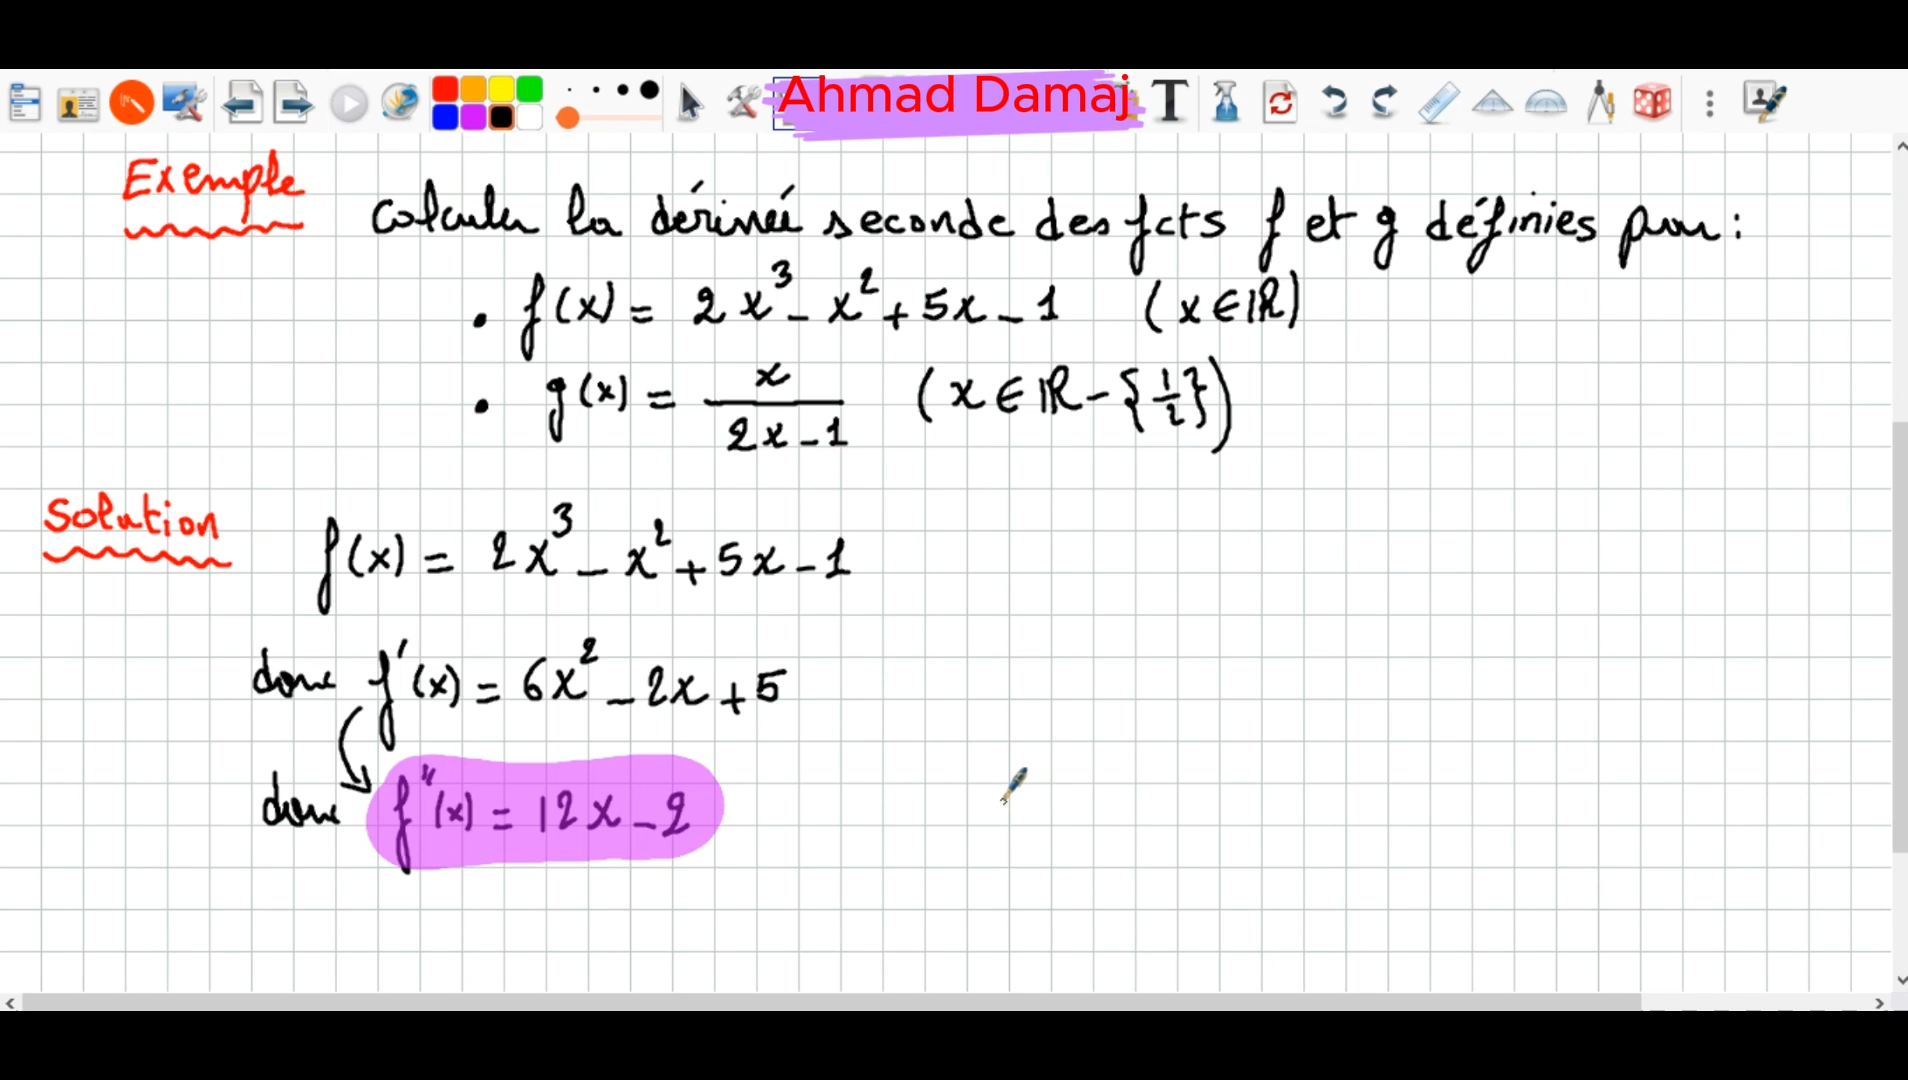 Ahmad Damaj
T
Exemple
calculer la dérivée seconde des fcts f et g définies par :
• f(x) = 2x³ - x² + 5x - 1 (x ∈ ℝ)
• g(x) = x/(2x-1) (x ∈ ℝ - {1/2})
Solution
f(x) = 2x³ - x² + 5x - 1
donc f'(x) = 6x² - 2x + 5
donc f"(x) = 12x - 2